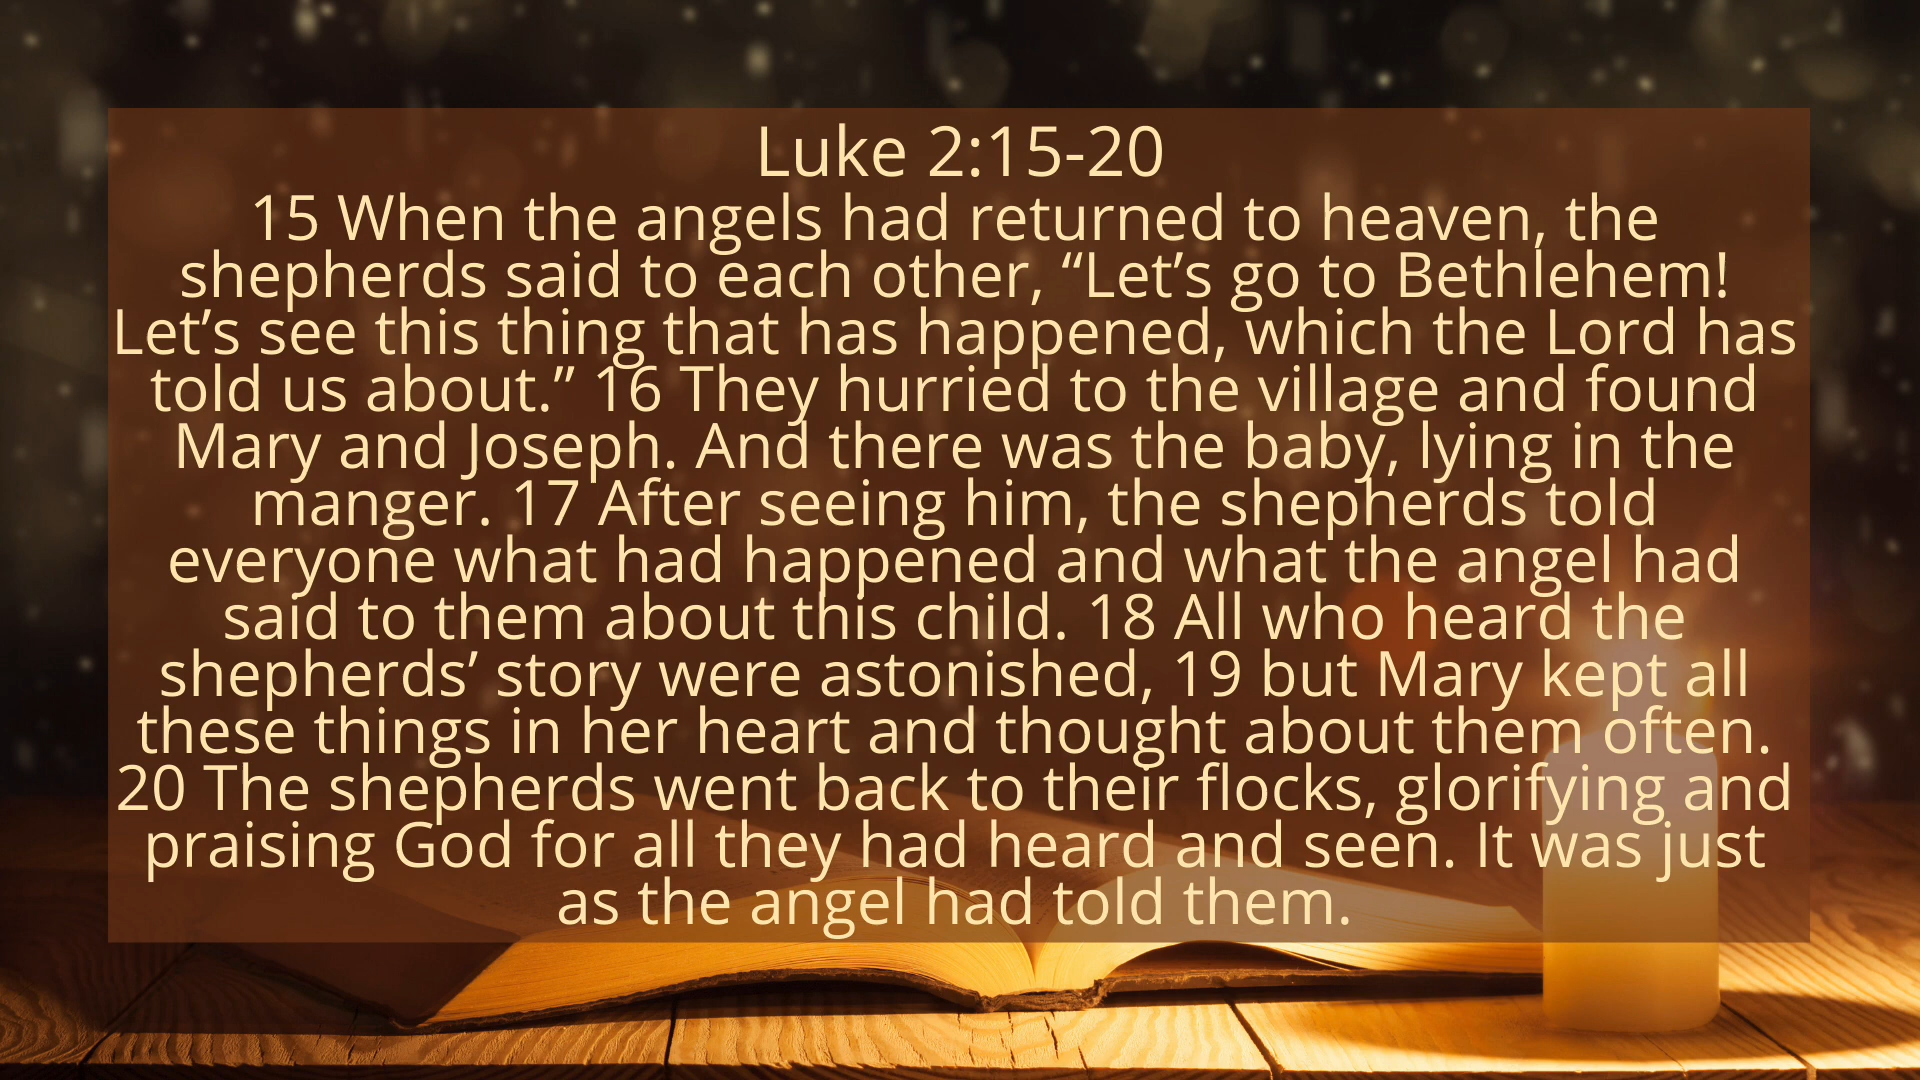 Luke 2:15-20
15 When the angels had returned to heaven, the
shepherds said to each other, “Let’s go to Bethlehem!
Let’s see this thing that has happened, which the Lord has
told us about.” 16 They hurried to the village and found
Mary and Joseph. And there was the baby, lying in the
manger. 17 After seeing him, the shepherds told
everyone what had happened and what the angel had
said to them about this child. 18 All who heard the
shepherds’ story were astonished, 19 but Mary kept all
these things in her heart and thought about them often.
20 The shepherds went back to their flocks, glorifying and
praising God for all they had heard and seen. It was just
as the angel had told them.